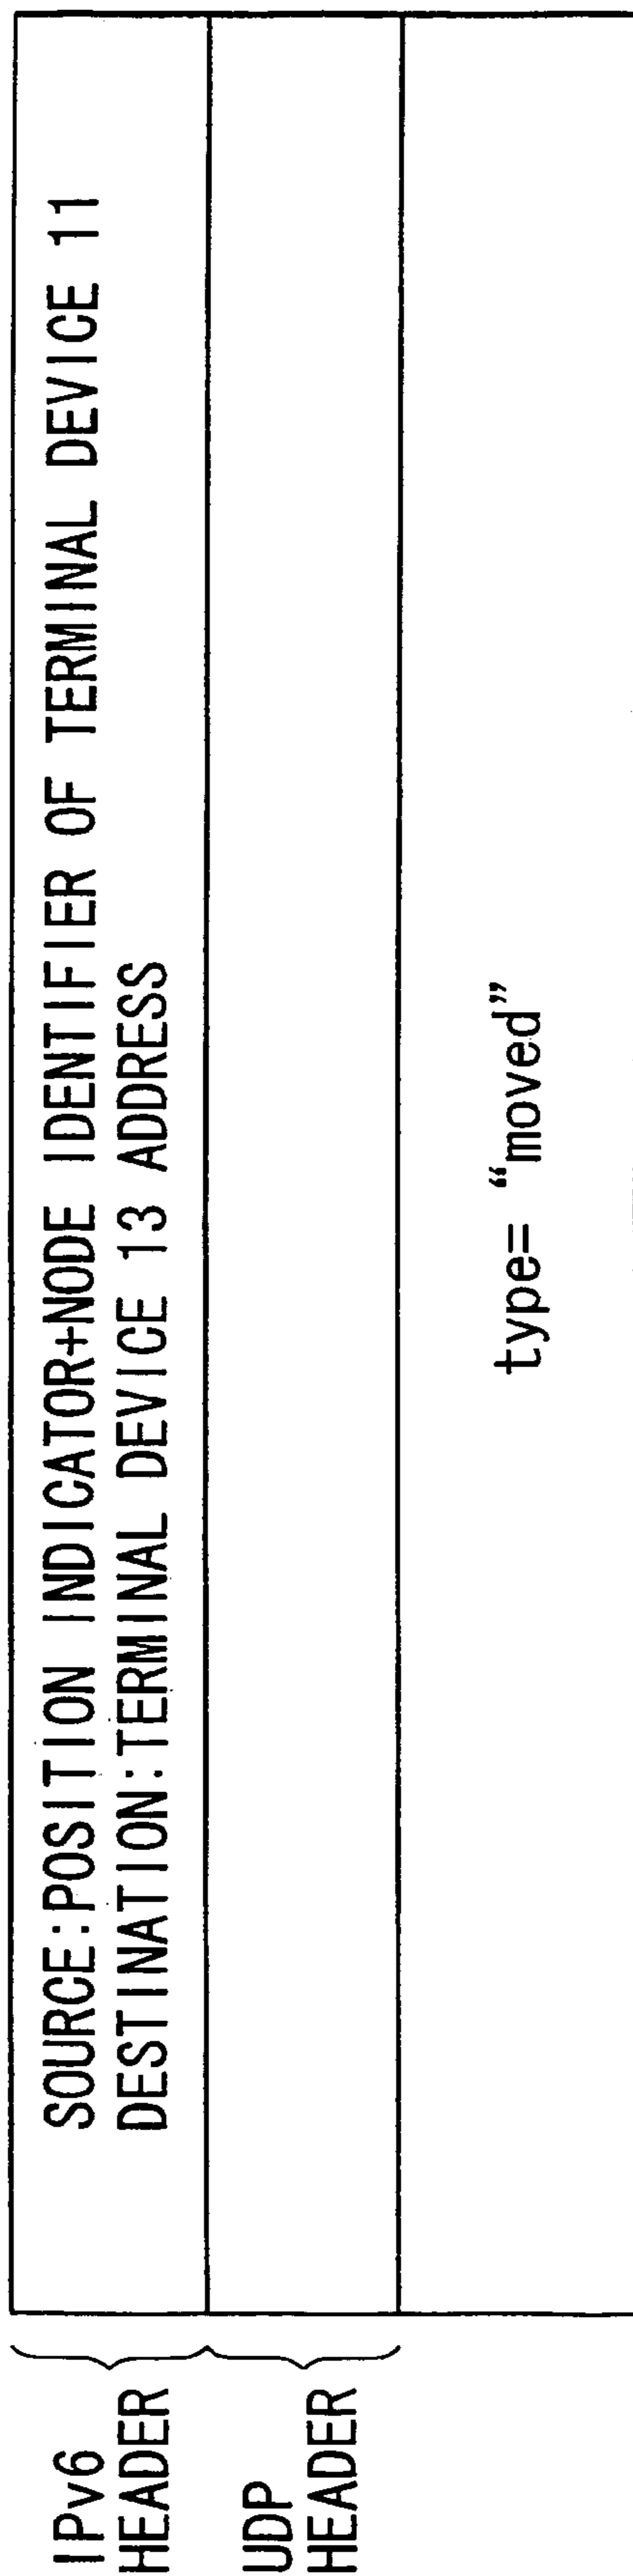 IPv6
HEADER
SOURCE:POSITION INDICATOR+NODE IDENTIFIER OF TERMINAL DEVICE 11
DESTINATION:TERMINAL DEVICE 13 ADDRESS
UDP
HEADER
type= “moved”